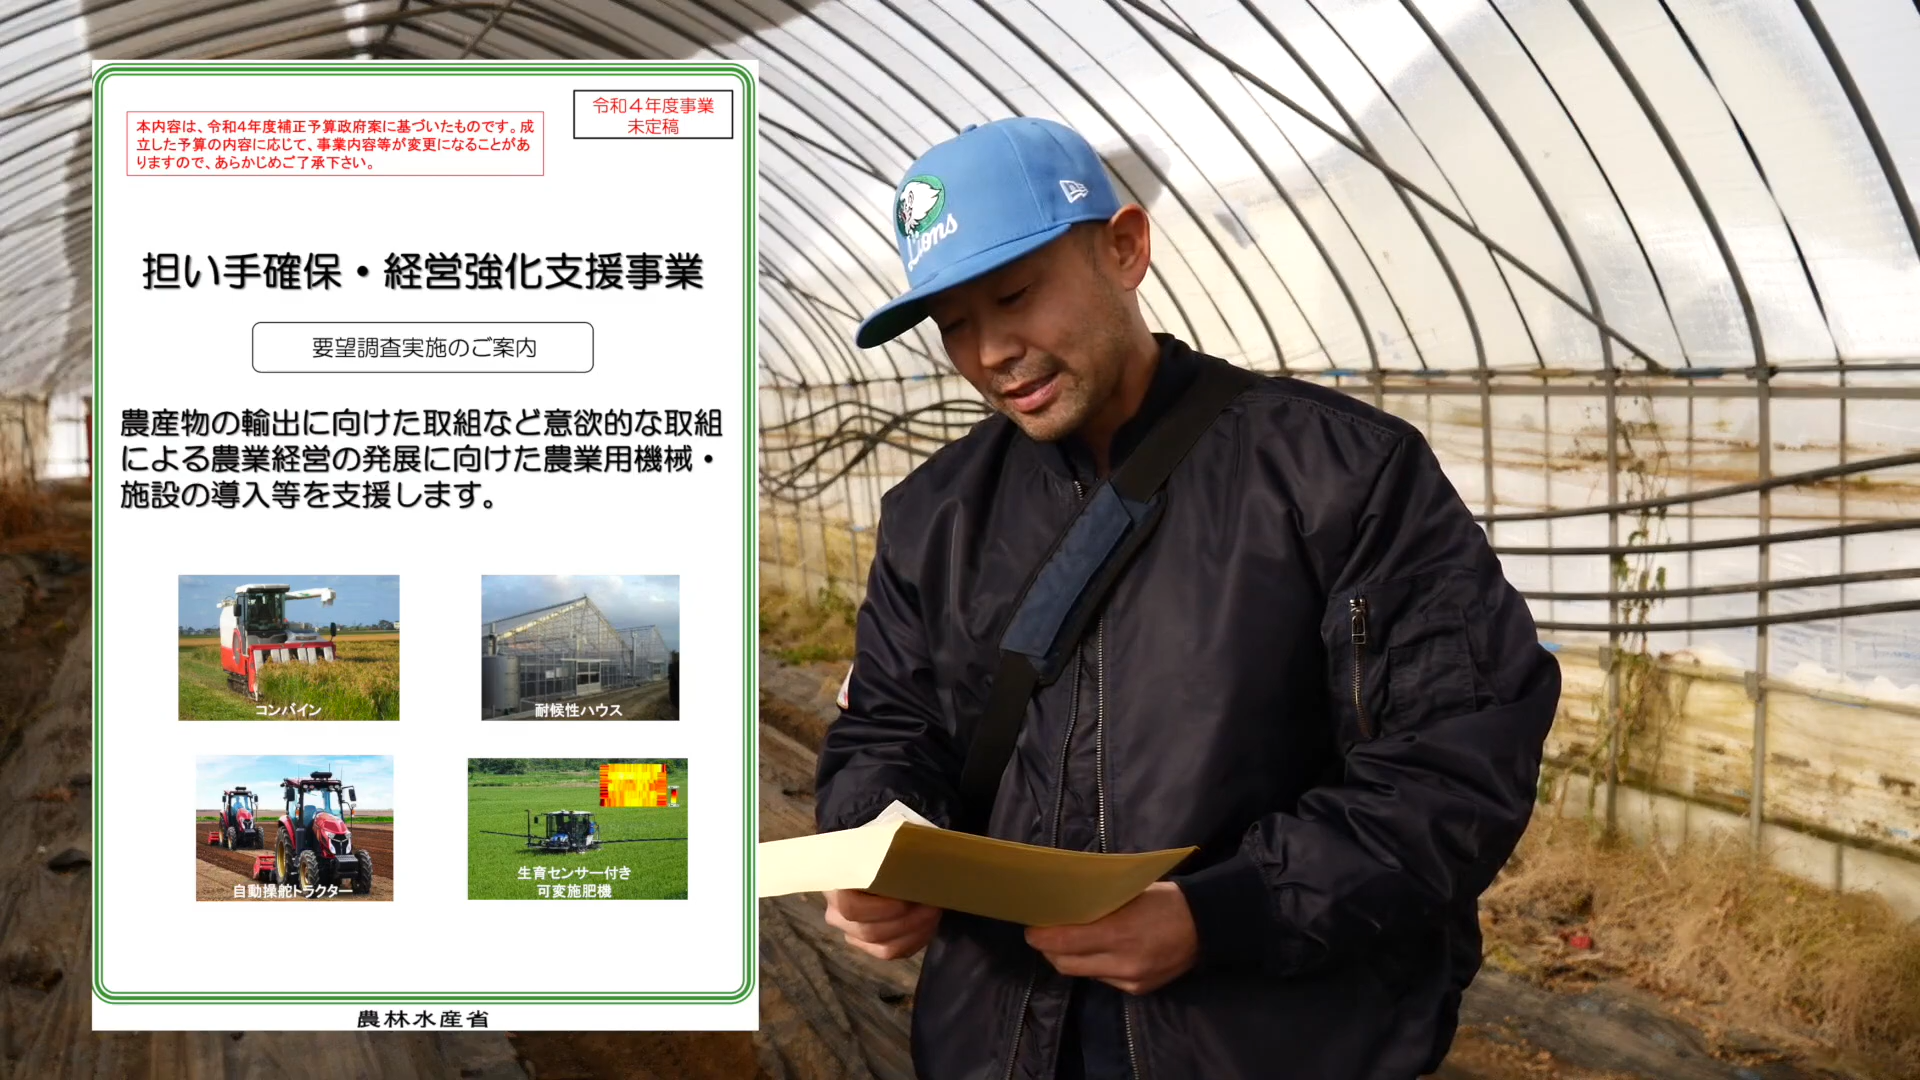 令和４年度事業
未定稿
本内容は、令和4年度補正予算政府案に基づいたものです。成
立した予算の内容に応じて、事業内容等が変更になることがあ
りますので、あらかじめご了承下さい。
担い手確保・経営強化支援事業
要望調査実施のご案内
農産物の輸出に向けた取組など意欲的な取組
による農業経営の発展に向けた農業用機械・
施設の導入等を支援します。
コンバイン
耐候性ハウス
自動操舵トラクター
生育センサー付き
可変施肥機
農林水産省
Lions